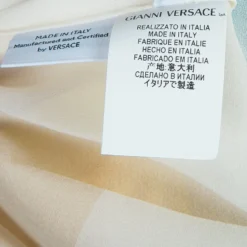 MADE IN ITALY
Manufactured and Certified
by VERSACE
GIANNI VERSACE
REALIZZATO IN ITALIA
MADE IN ITALY
FABRIQUE EN ITALIE
HECHO EN ITALIA
FABRICADO EM ITALIA
产地:意大利
СДЕЛАНО В ИТАЛИИ
イタリアで製造